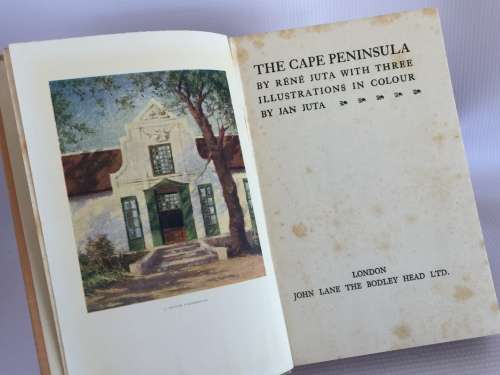 THE CAPE PENINSULA
BY RÉNÉ JUTA WITH THREE
ILLUSTRATIONS IN COLOUR
BY JAN JUTA
LONDON
JOHN LANE THE BODLEY HEAD LTD.